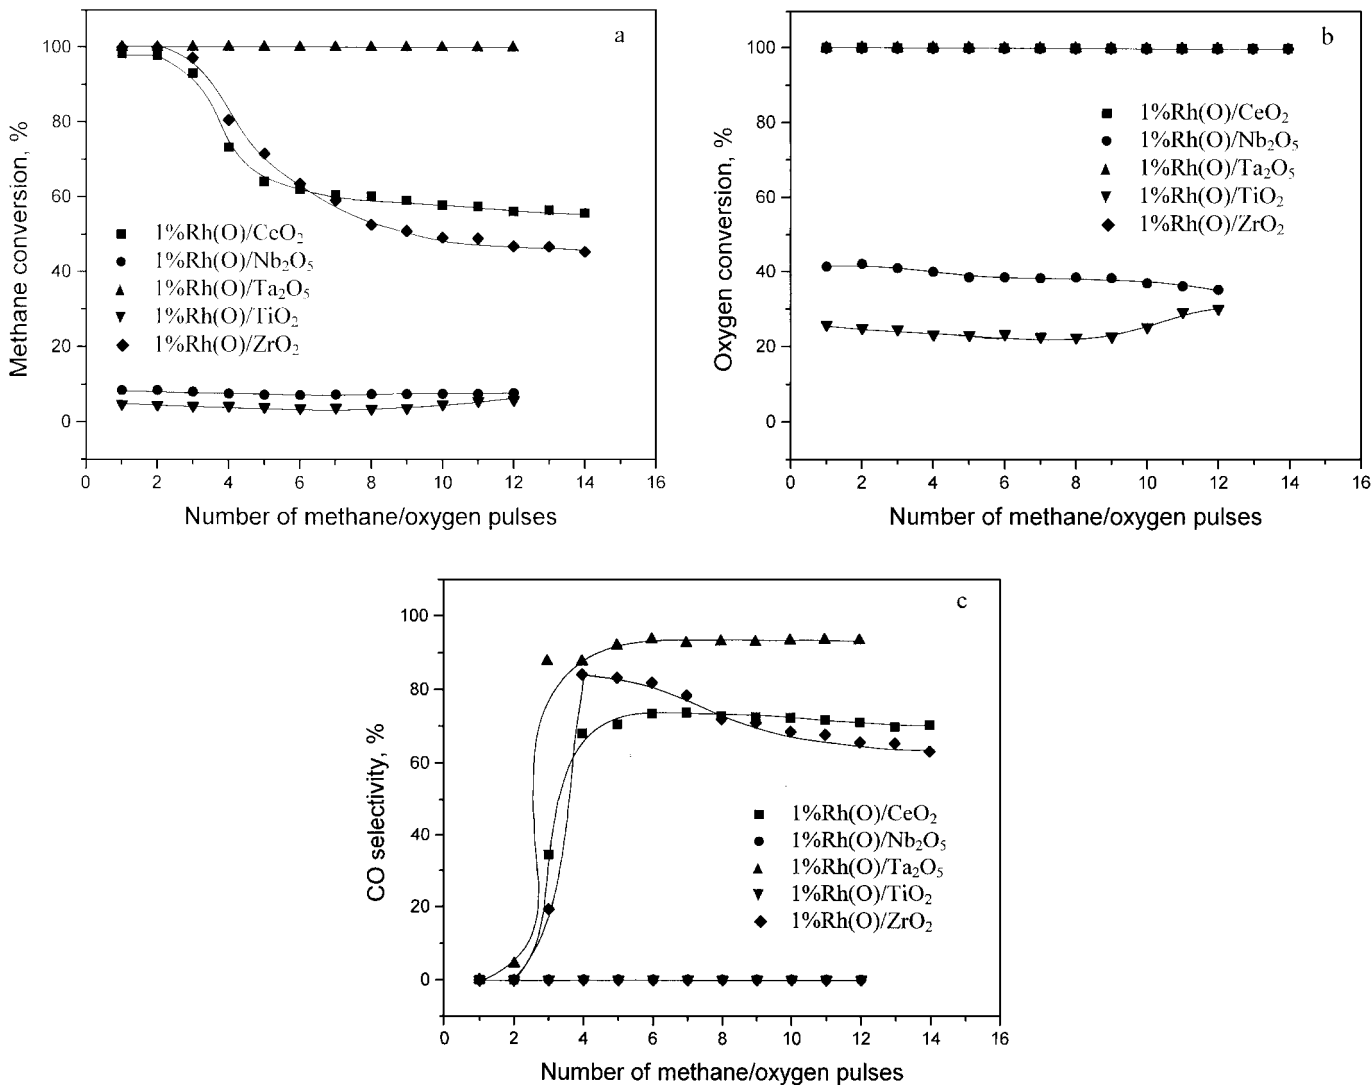 a
100
80
60
40
20
0
Methane conversion, %
1%Rh(O)/CeO₂
1%Rh(O)/Nb₂O₅
1%Rh(O)/Ta₂O₅
1%Rh(O)/TiO₂
1%Rh(O)/ZrO₂
0 2 4 6 8 10 12 14 16
Number of methane/oxygen pulses
b
100
80
60
40
20
0
Oxygen conversion, %
1%Rh(O)/CeO₂
1%Rh(O)/Nb₂O₅
1%Rh(O)/Ta₂O₅
1%Rh(O)/TiO₂
1%Rh(O)/ZrO₂
0 2 4 6 8 10 12 14 16
Number of methane/oxygen pulses
c
100
80
60
40
20
0
CO selectivity, %
1%Rh(O)/CeO₂
1%Rh(O)/Nb₂O₅
1%Rh(O)/Ta₂O₅
1%Rh(O)/TiO₂
1%Rh(O)/ZrO₂
0 2 4 6 8 10 12 14 16
Number of methane/oxygen pulses